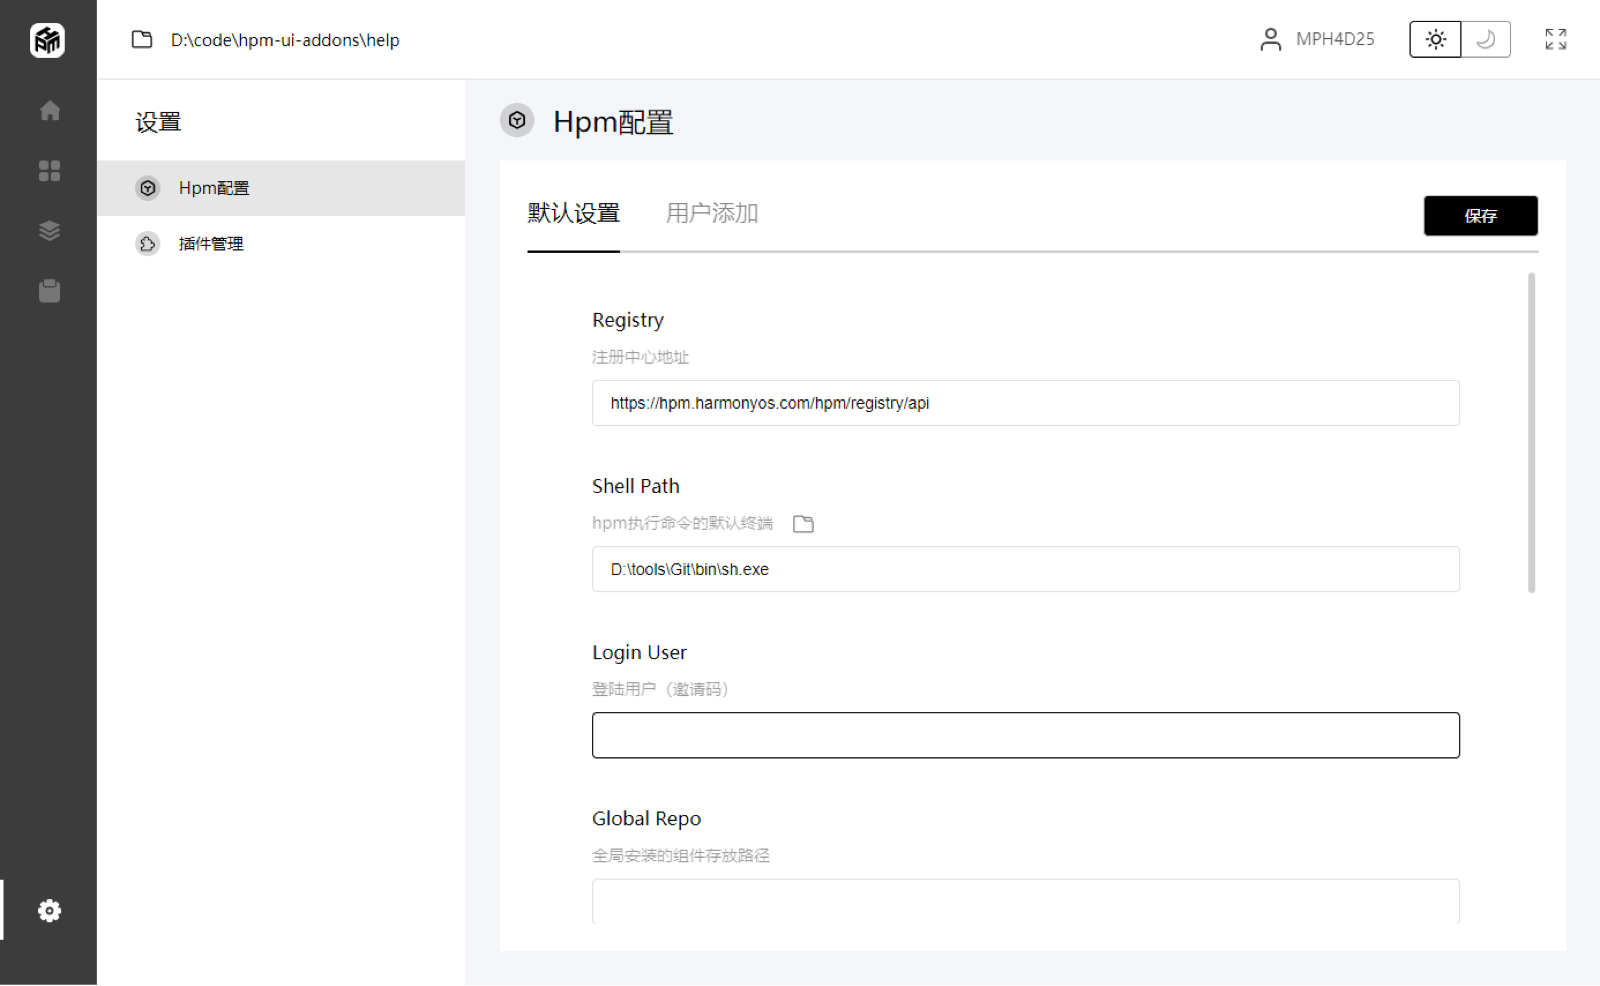 D:\code\hpm-ui-addons\help
MPH4D25
设置
Hpm配置
插件管理
Hpm配置
默认设置
用户添加
保存
Registry
注册中心地址
https://hpm.harmonyos.com/hpm/registry/api
Shell Path
hpm执行命令的默认终端
D:\tools\Git\bin\sh.exe
Login User
登陆用户（邀请码）
Global Repo
全局安装的组件存放路径